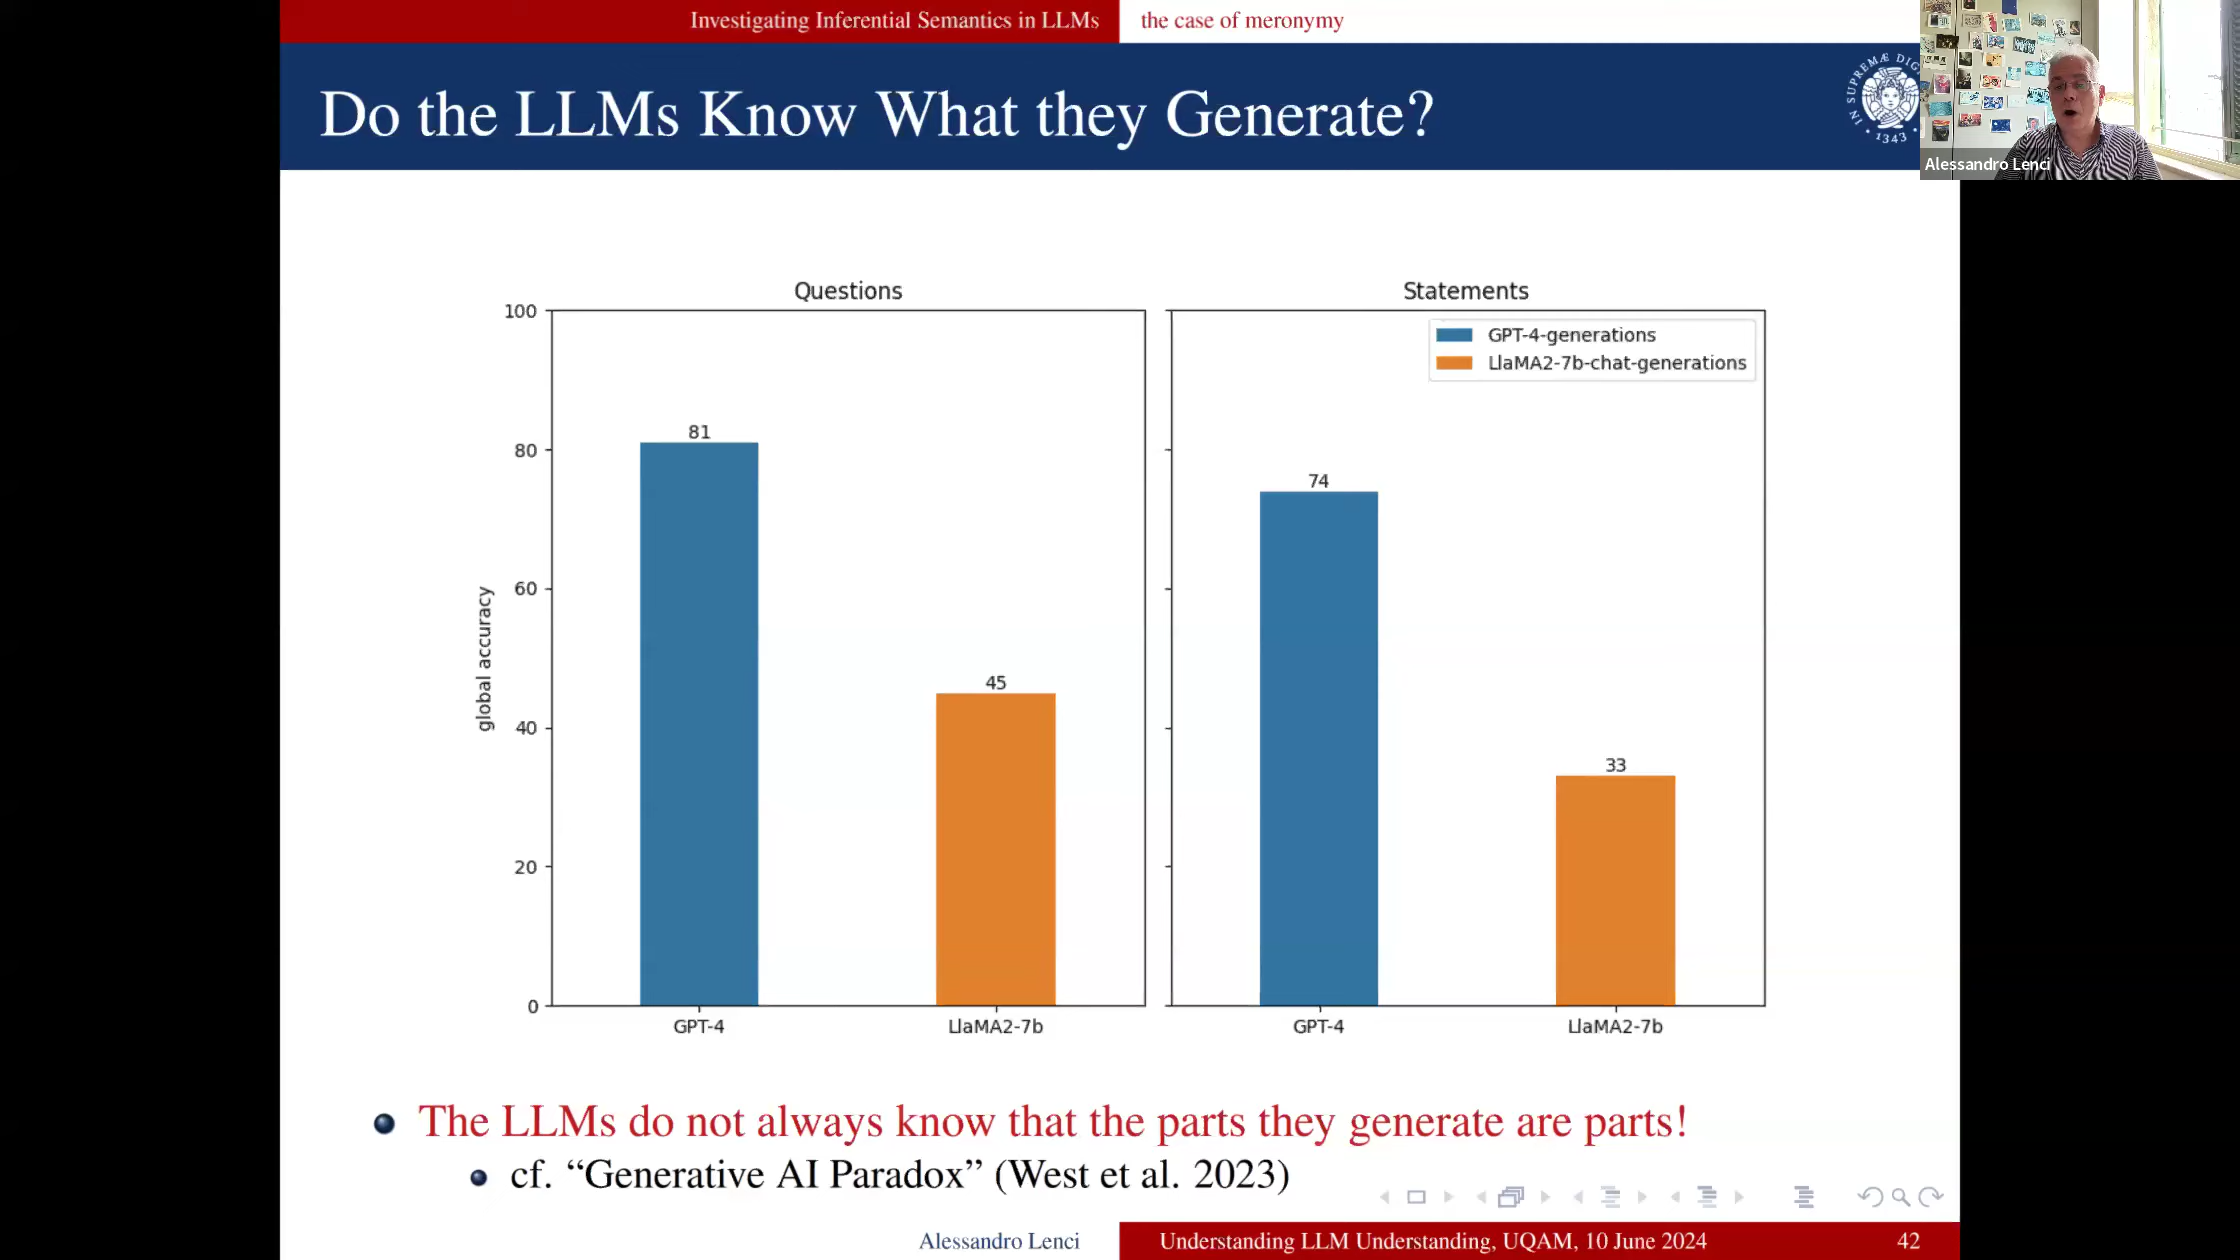 Investigating Inferential Semantics in LLMs
the case of meronymy
Do the LLMs Know What they Generate?
IN SUPREMÆ DIG
1343
Alessandro Lenci
Questions
Statements
GPT-4-generations
LlaMA2-7b-chat-generations
global accuracy
100
80
60
40
20
0
81
45
74
33
GPT-4
LlaMA2-7b
GPT-4
LlaMA2-7b
The LLMs do not always know that the parts they generate are parts!
cf. “Generative AI Paradox” (West et al. 2023)
Alessandro Lenci
Understanding LLM Understanding, UQAM, 10 June 2024
42